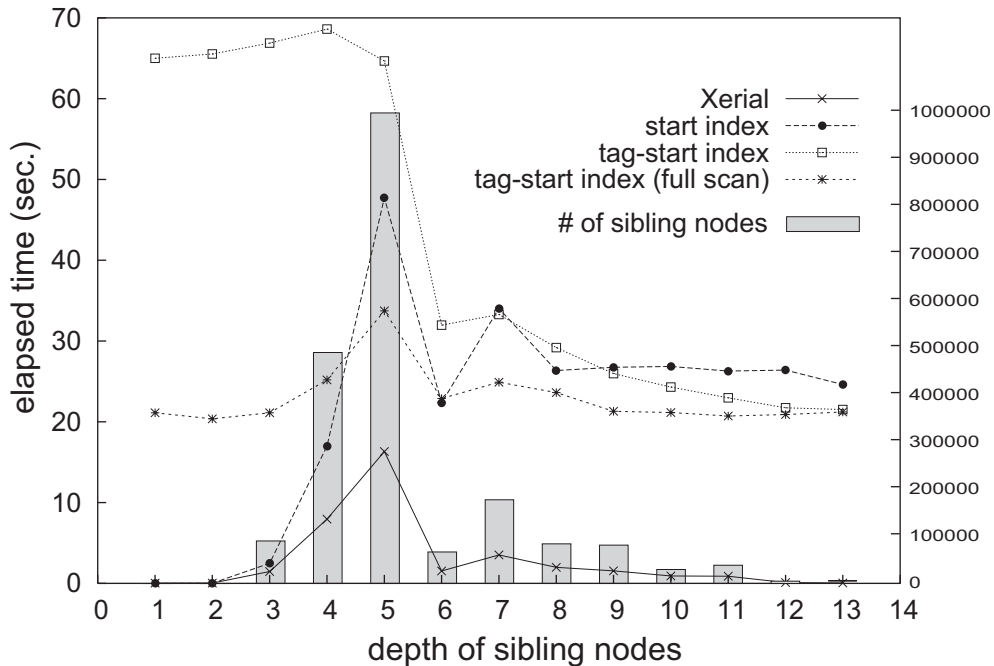 70
60
50
40
30
20
10
0
elapsed time (sec.)
Xerial
start index
tag-start index
tag-start index (full scan)
# of sibling nodes
1000000
900000
800000
700000
600000
500000
400000
300000
200000
100000
0
0 1 2 3 4 5 6 7 8 9 10 11 12 13 14
depth of sibling nodes